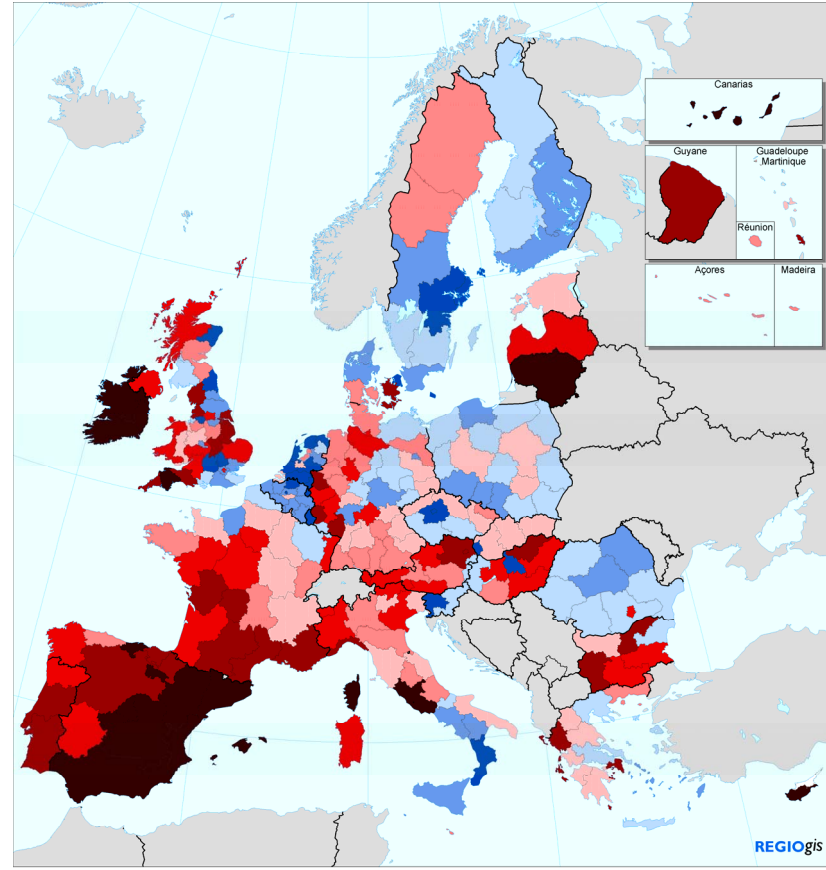 Canarias
Guyane
Guadeloupe
Martinique
Réunion
Açores
Madeira
REGIOgis